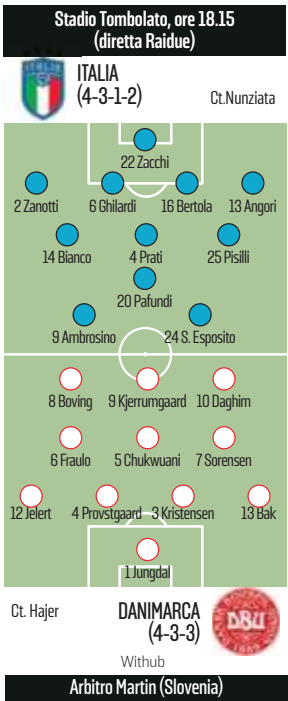 Stadio Tombolato, ore 18.15
(diretta Raidue)
ITALIA
(4-3-1-2)
Ct.Nunziata
22 Zacchi
2 Zanotti 6 Ghilardi 16 Bertola 13 Angori
14 Bianco 4 Prati 25 Pisilli
20 Pafundi
9 Ambrosino 24 S. Esposito
8 Boving 9 Kjerrumgaard 10 Daghim
6 Fraulo 5 Chukwuani 7 Sorensen
12 Jelert 4 Provstgaard 3 Kristensen 13 Bak
1 Jungdal
Ct. Hajer
DANIMARCA
(4-3-3)
DBU
Withub
Arbitro Martin (Slovenia)